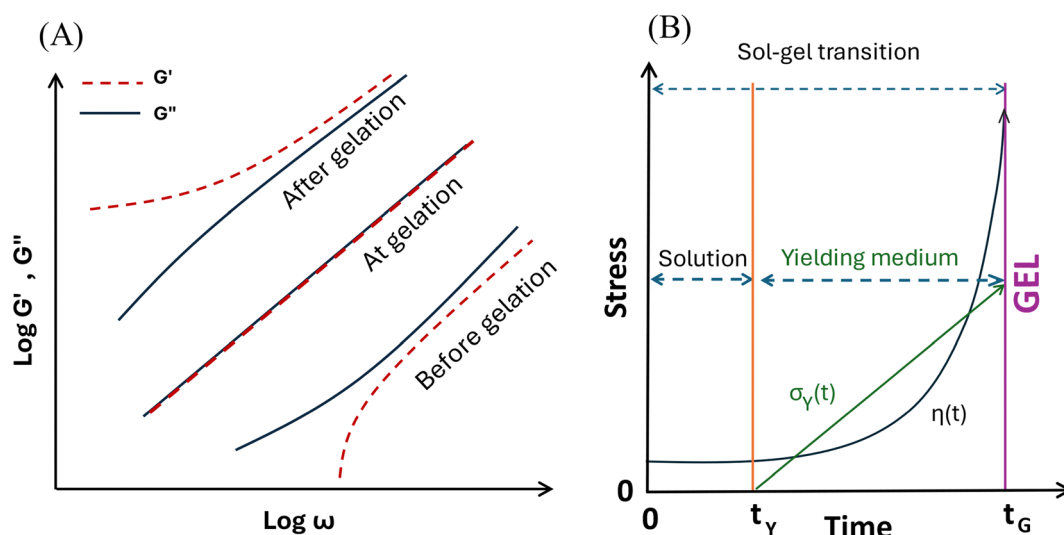 (A)
G'
G"
After gelation
At gelation
Before gelation
Log G' , G"
Log ω
(B)
Sol-gel transition
Solution
Yielding medium
Stress
GEL
σY(t)
η(t)
0
0
tY
Time
tG